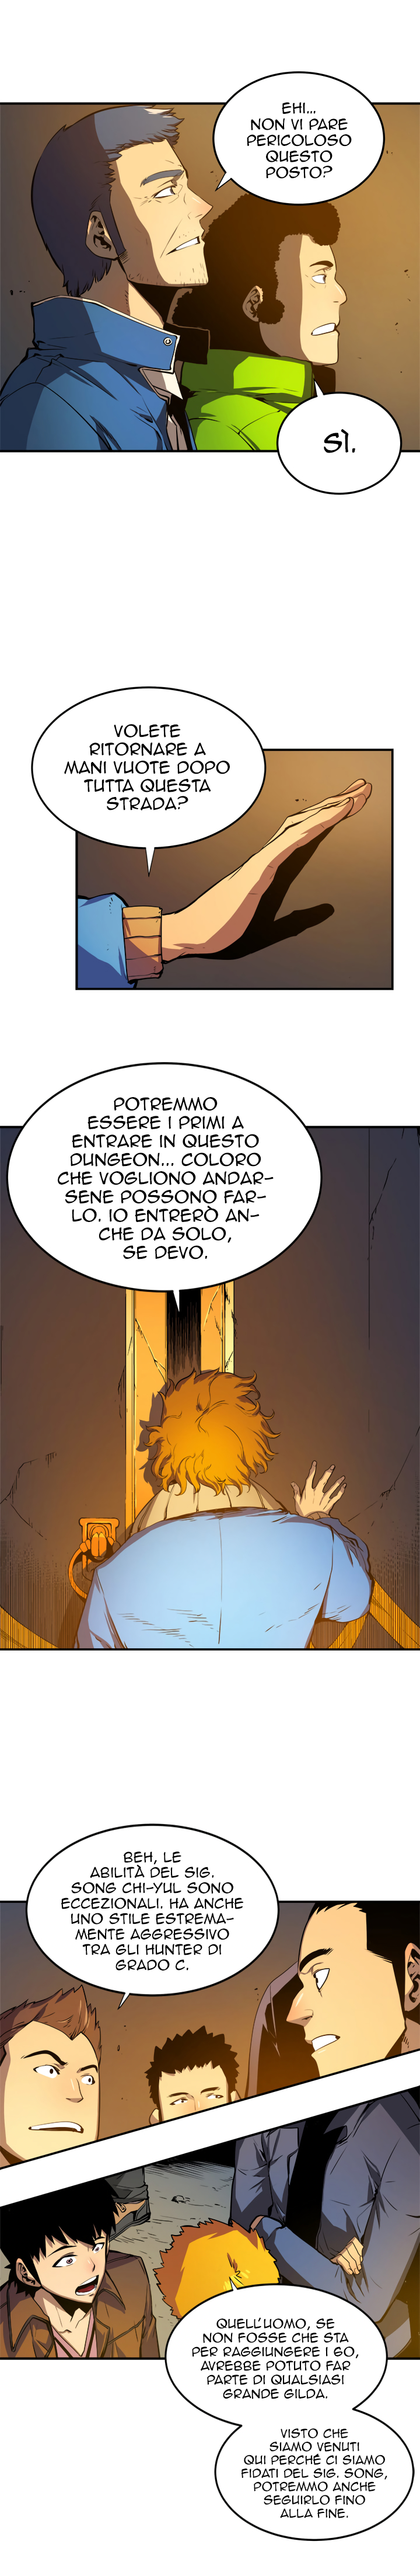 EHI...
NON VI PARE
PERICOLOSO
QUESTO
POSTO?
SÌ.
VOLETE
RITORNARE A
MANI VUOTE DOPO
TUTTA QUESTA
STRADA?
POTREMMO
ESSERE I PRIMI A
ENTRARE IN QUESTO
DUNGEON... COLORO
CHE VOGLIONO ANDAR-
SENE POSSONO FAR-
LO. IO ENTRERÒ AN-
CHE DA SOLO,
SE DEVO.
BEH, LE
ABILITÀ DEL SIG.
SONG CHI-YUL SONO
ECCEZIONALI. HA ANCHE
UNO STILE ESTREMA-
MENTE AGGRESSIVO
TRA GLI HUNTER DI
GRADO C.
QUELL'UOMO, SE
NON FOSSE CHE STA
PER RAGGIUNGERE I 60,
AVREBBE POTUTO FAR
PARTE DI QUALSIASI
GRANDE GILDA.
VISTO CHE
SIAMO VENUTI
QUI PERCHÉ CI SIAMO
FIDATI DEL SIG. SONG,
POTREMMO ANCHE
SEGUIRLO FINO
ALLA FINE.